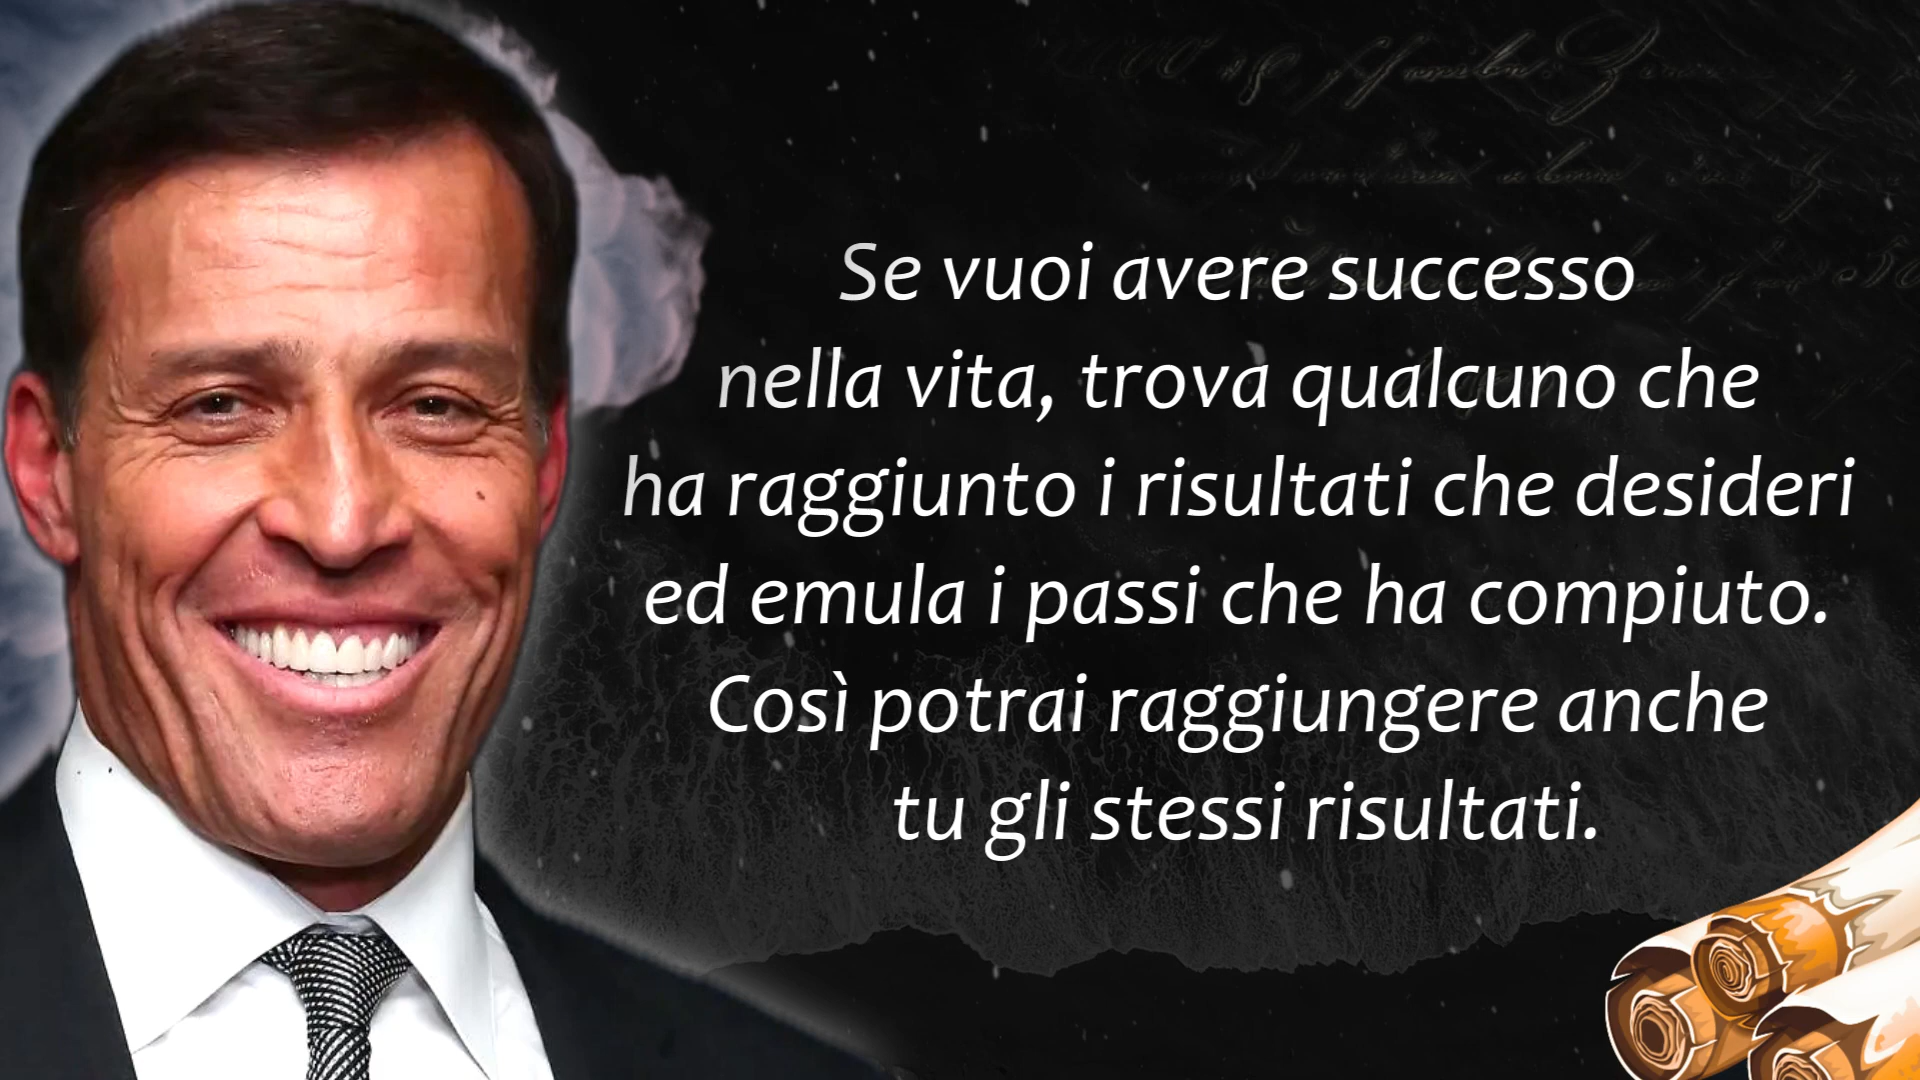 Se vuoi avere successo
nella vita, trova qualcuno che
ha raggiunto i risultati che desideri
ed emula i passi che ha compiuto.
Così potrai raggiungere anche
tu gli stessi risultati.